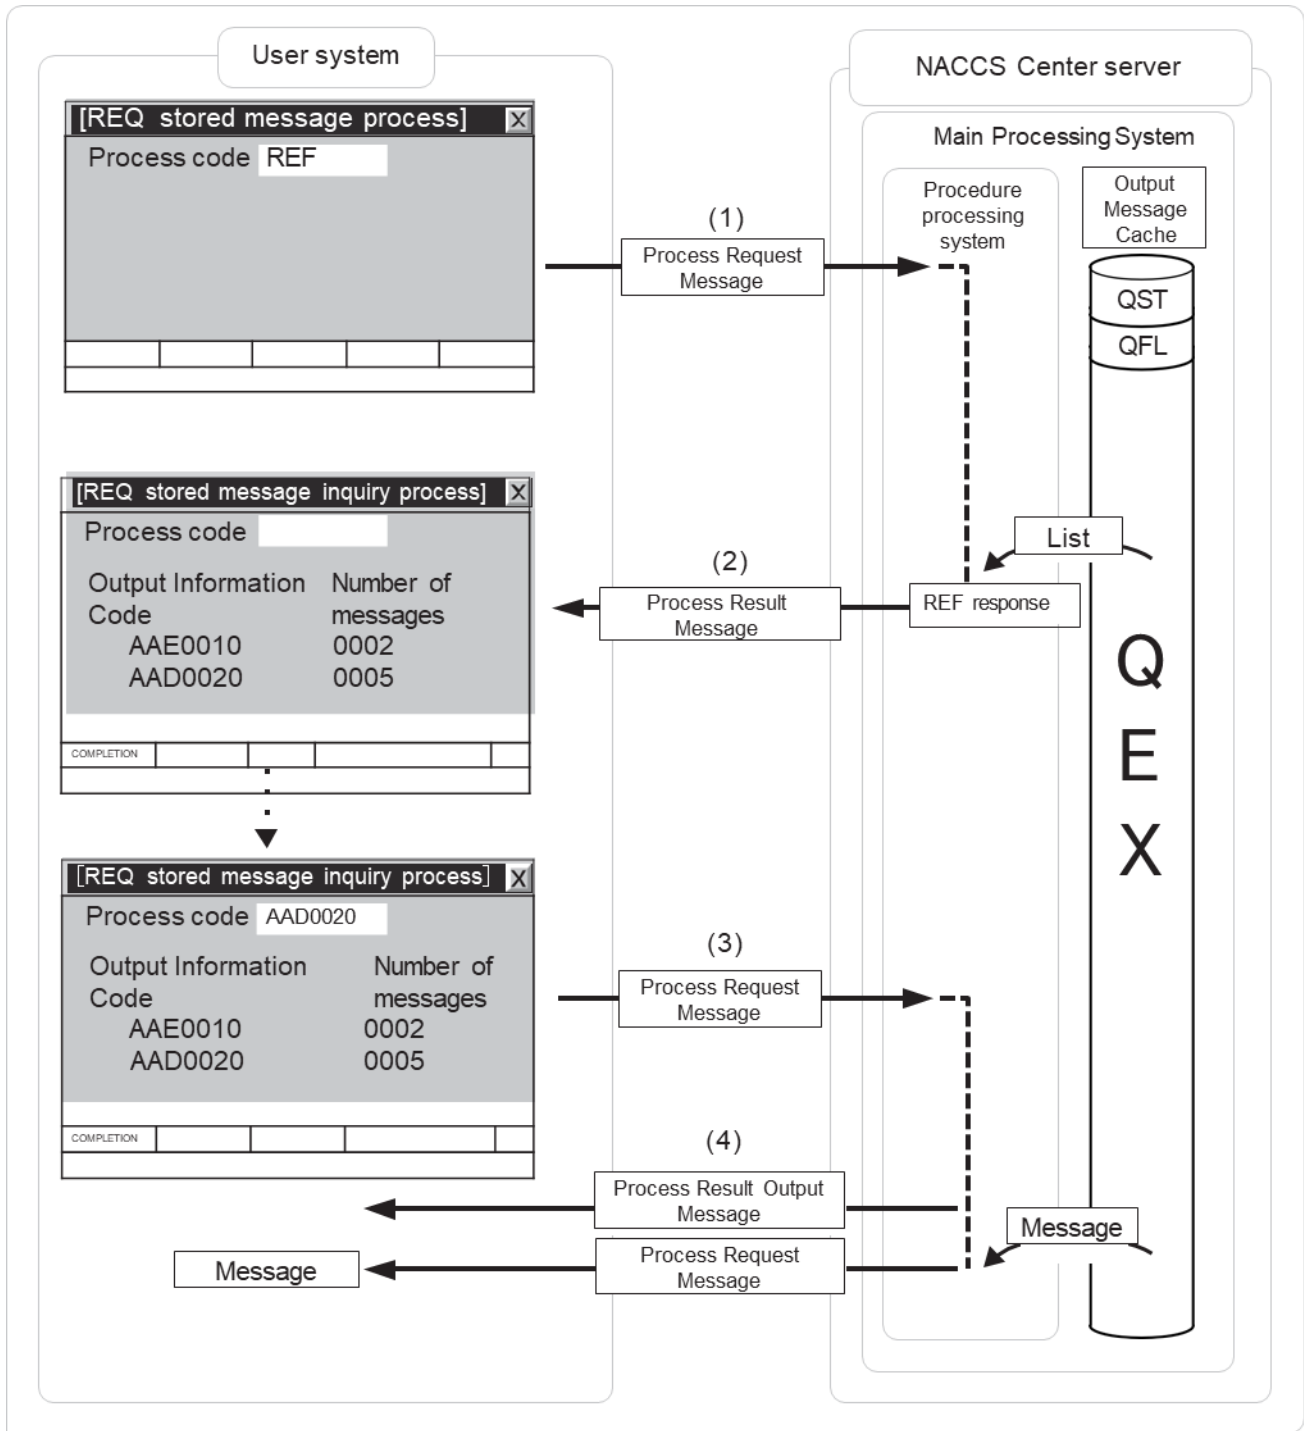 User system
NACCS Center server
[REQ stored message process] X
Process code REF
Main Processing System
Procedure
processing
system
Output
Message
Cache
(1)
Process Request
Message
QST
QFL
[REQ stored message inquiry process] X
Process code
Output Information Number of
Code messages
AAE0010 0002
AAD0020 0005
COMPLETION
(2)
Process Result
Message
REF response
List
Q
E
X
[REQ stored message inquiry process] X
Process code AAD0020
Output Information Number of
Code messages
AAE0010 0002
AAD0020 0005
COMPLETION
(3)
Process Request
Message
(4)
Process Result Output
Message
Process Request
Message
Message
Message